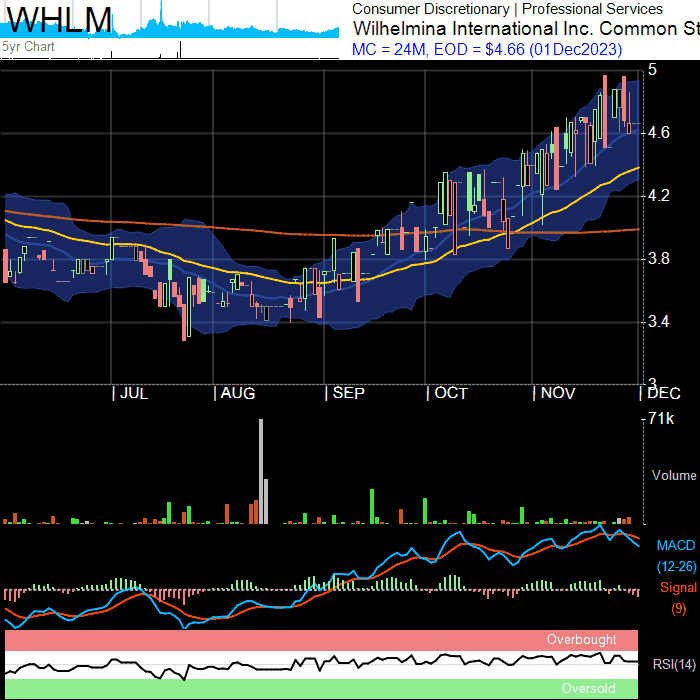 WHLM
5yr Chart
Consumer Discretionary | Professional Services
Wilhelmina International Inc. Common St
MC = 24M, EOD = $4.66 (01Dec2023)
5
4.6
4.2
3.8
3.4
3
JUL AUG SEP OCT NOV DEC
71k
Volume
MACD
(12-26)
Signal
(9)
Overbought
RSI(14)
Oversold